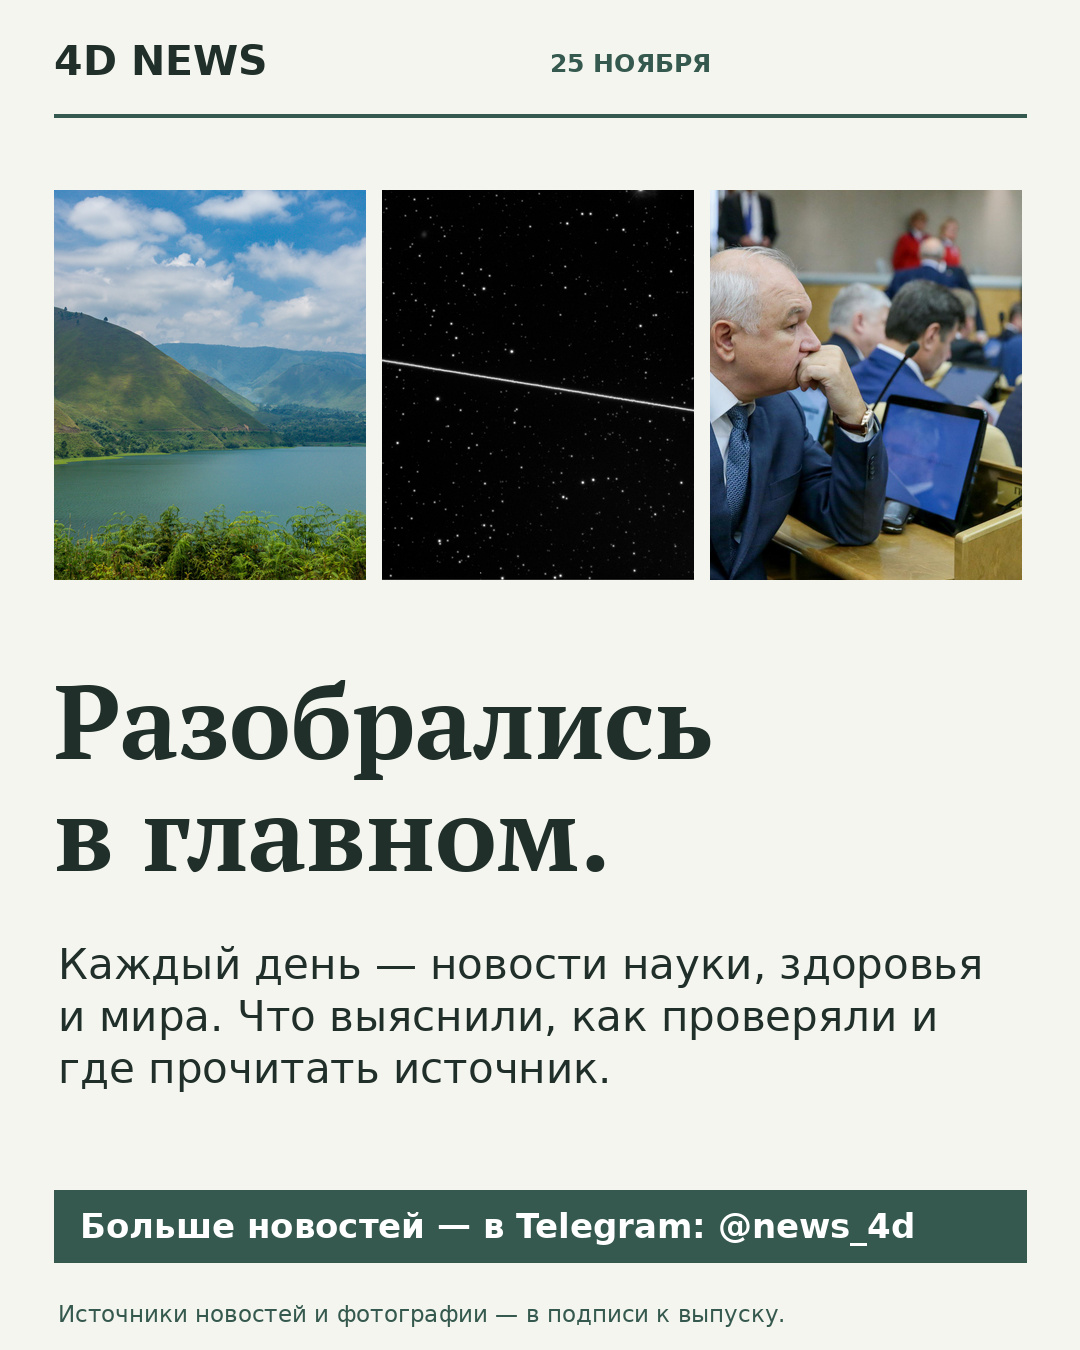 4D NEWS
25 НОЯБРЯ
Разобрались
в главном.
Каждый день — новости науки, здоровья
и мира. Что выяснили, как проверяли и
где прочитать источник.
Больше новостей — в Telegram: @news_4d
Источники новостей и фотографии — в подписи к выпуску.